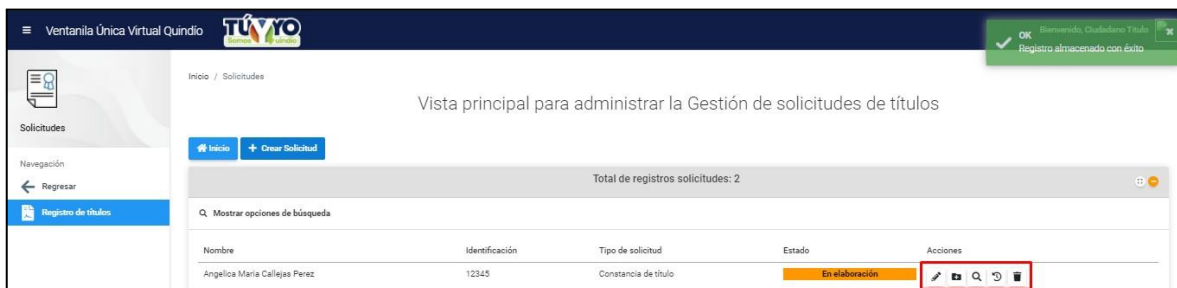 Ventanila Única Virtual Quindío
TÚ Y YO
Somos Quindío
Bienvenido, Ciudadano Titulo
OK
Registro almacenado con éxito
Inicio / Solicitudes
Vista principal para administrar la Gestión de solicitudes de títulos
Solicitudes
Inicio
+ Crear Solicitud
Navegación
Regresar
Registro de títulos
Total de registros solicitudes: 2
Mostrar opciones de búsqueda
Nombre Identificación Tipo de solicitud Estado Acciones
Angelica Maria Callejas Perez 12345 Constancia de título En elaboración